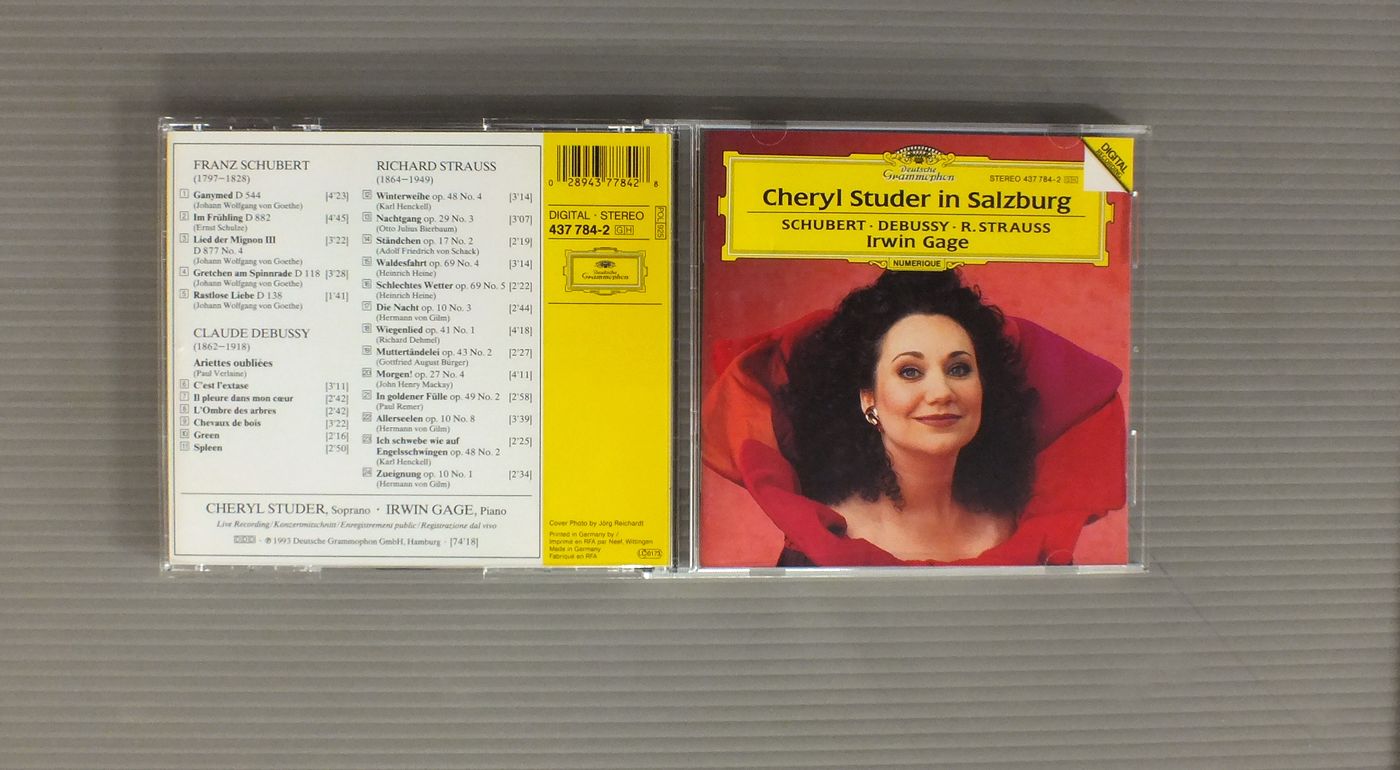 FRANZ SCHUBERT
(1797–1828)
1 Ganymed D 544 [4'23]
(Johann Wolfgang von Goethe)
2 Im Frühling D 882 [4'45]
(Ernst Schulze)
3 Lied der Mignon III [3'22]
D 877 No. 4
(Johann Wolfgang von Goethe)
4 Gretchen am Spinnrade D 118 [3'28]
(Johann Wolfgang von Goethe)
5 Rastlose Liebe D 138 [1'41]
(Johann Wolfgang von Goethe)
CLAUDE DEBUSSY
(1862–1918)
Ariettes oubliées
(Paul Verlaine)
6 C'est l'extase [3'11]
7 Il pleure dans mon cœur [2'42]
8 L'Ombre des arbres [2'42]
9 Chevaux de bois [3'22]
10 Green [2'16]
11 Spleen [2'50]
RICHARD STRAUSS
(1864–1949)
12 Winterweihe op. 48 No. 4 [3'14]
(Karl Henckell)
13 Nachtgang op. 29 No. 3 [3'07]
(Otto Julius Bierbaum)
14 Ständchen op. 17 No. 2 [2'19]
(Adolf Friedrich von Schack)
15 Waldesfahrt op. 69 No. 4 [3'14]
(Heinrich Heine)
16 Schlechtes Wetter op. 69 No. 5 [2'22]
(Heinrich Heine)
17 Die Nacht op. 10 No. 3 [2'44]
(Hermann von Gilm)
18 Wiegenlied op. 41 No. 1 [4'18]
(Richard Dehmel)
19 Muttertändelei op. 43 No. 2 [2'27]
(Gottfried August Bürger)
20 Morgen! op. 27 No. 4 [4'11]
(John Henry Mackay)
21 In goldener Fülle op. 49 No. 2 [2'58]
(Paul Remer)
22 Allerseelen op. 10 No. 8 [3'39]
(Hermann von Gilm)
23 Ich schwebe wie auf [2'25]
Engelsschwingen op. 48 No. 2
(Karl Henckell)
24 Zueignung op. 10 No. 1 [2'34]
(Hermann von Gilm)
CHERYL STUDER, Soprano · IRWIN GAGE, Piano
Live Recording/Konzertmitschnitt/Enregistrement public/Registrazione dal vivo
DDD · ℗ 1993 Deutsche Grammophon GmbH, Hamburg · [74'18]
0 28943 77842 8
DIGITAL · STEREO
437 784-2 GH
POL 925
Deutsche
Grammophon
Cover Photo by Jörg Reichardt
Printed in Germany by /
Imprimé en RFA par Neef, Wittingen
Made in Germany
Fabriqué en RFA
LC 0173
Deutsche
Grammophon
STEREO 437 784-2 GH
DIGITAL
RECORDING
Cheryl Studer in Salzburg
SCHUBERT · DEBUSSY · R. STRAUSS
Irwin Gage
NUMERIQUE